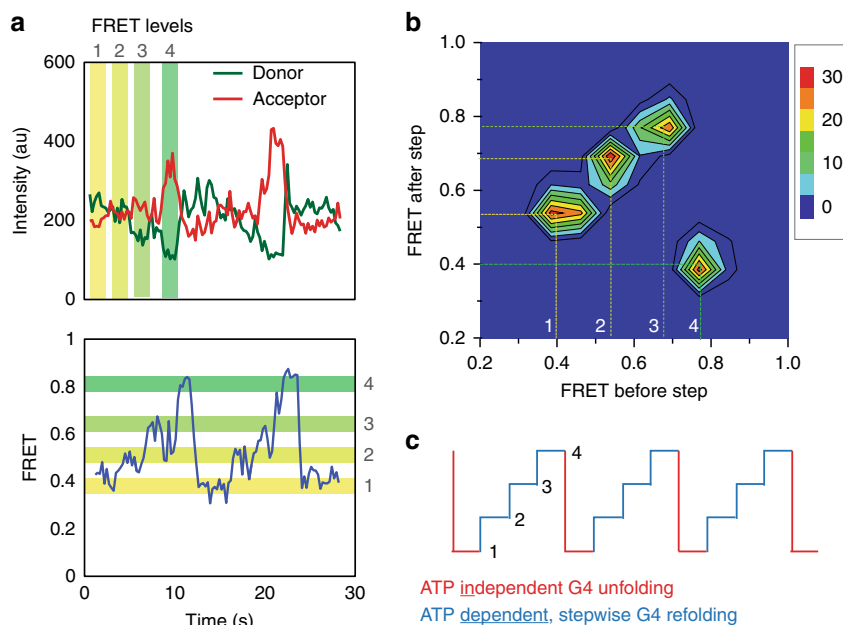 a
FRET levels
1 2 3 4
600
400
200
0
Intensity (au)
Donor
Acceptor
1
0.8
0.6
0.4
0.2
0
FRET
4
3
2
1
0 10 20 30
Time (s)
b
1.0
0.8
0.6
0.4
0.2
FRET after step
1 2 3 4
0.2 0.4 0.6 0.8 1.0
FRET before step
30
20
10
0
c
4
3
2
1
ATP independent G4 unfolding
ATP dependent, stepwise G4 refolding